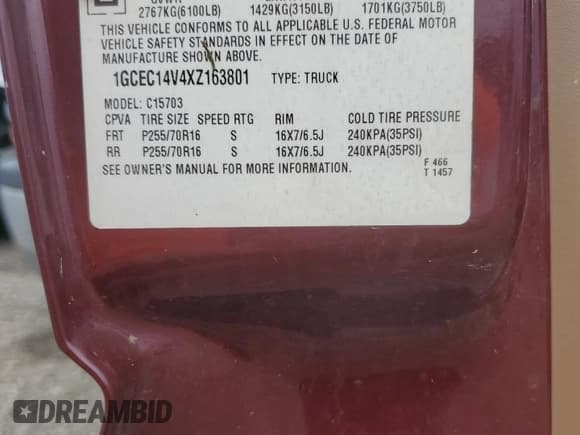 2767KG(6100LB) 1429KG(3150LB) 1701KG(3750LB)
THIS VEHICLE CONFORMS TO ALL APPLICABLE U.S. FEDERAL MOTOR
VEHICLE SAFETY STANDARDS IN EFFECT ON THE DATE OF
MANUFACTURE SHOWN ABOVE.
1GCEC14V4XZ163801 TYPE: TRUCK
MODEL: C15703
CPVA TIRE SIZE SPEED RTG RIM COLD TIRE PRESSURE
FRT P255/70R16 S 16X7/6.5J 240KPA(35PSI)
RR P255/70R16 S 16X7/6.5J 240KPA(35PSI)
SEE OWNER'S MANUAL FOR MORE INFORMATION.
F 466
T 1457
DREAMBID